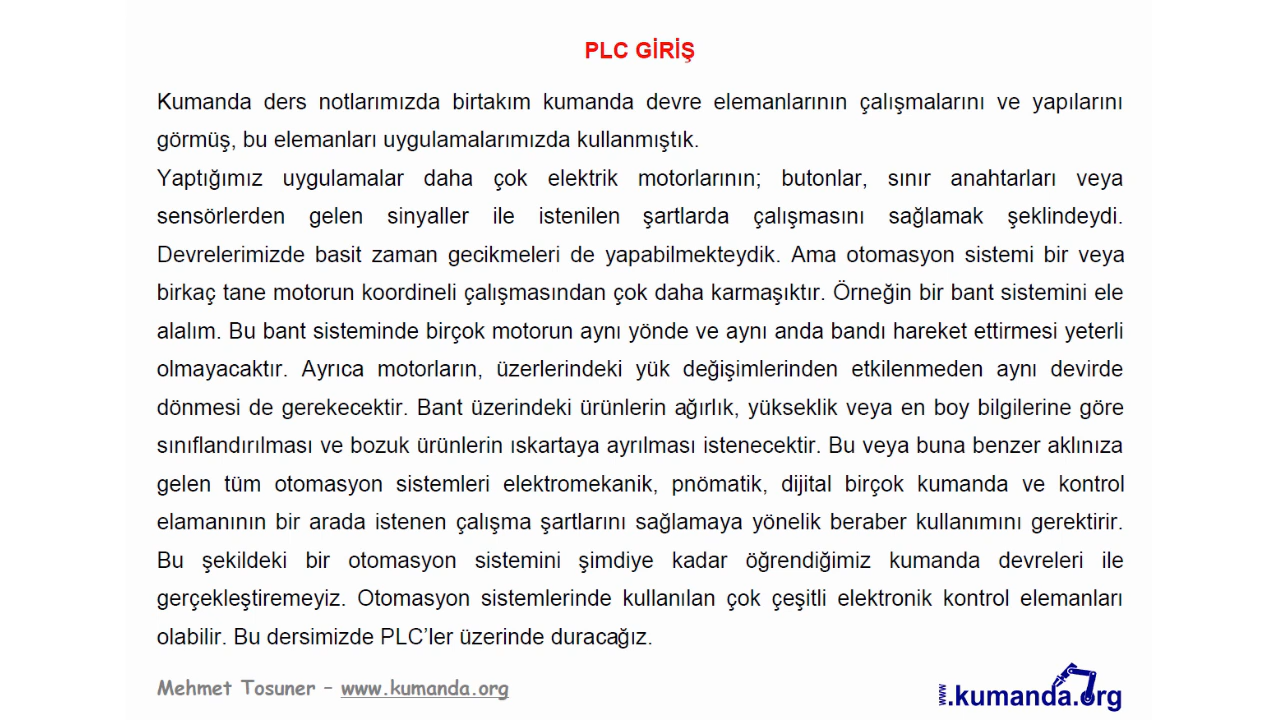 PLC GİRİŞ
Kumanda ders notlarımızda birtakım kumanda devre elemanlarının çalışmalarını ve yapılarını
görmüş, bu elemanları uygulamalarımızda kullanmıştık.
Yaptığımız uygulamalar daha çok elektrik motorlarının; butonlar, sınır anahtarları veya
sensörlerden gelen sinyaller ile istenilen şartlarda çalışmasını sağlamak şeklindeydi.
Devrelerimizde basit zaman gecikmeleri de yapabilmekteydik. Ama otomasyon sistemi bir veya
birkaç tane motorun koordineli çalışmasından çok daha karmaşıktır. Örneğin bir bant sistemini ele
alalım. Bu bant sisteminde birçok motorun aynı yönde ve aynı anda bandı hareket ettirmesi yeterli
olmayacaktır. Ayrıca motorların, üzerlerindeki yük değişimlerinden etkilenmeden aynı devirde
dönmesi de gerekecektir. Bant üzerindeki ürünlerin ağırlık, yükseklik veya en boy bilgilerine göre
sınıflandırılması ve bozuk ürünlerin ıskartaya ayrılması istenecektir. Bu veya buna benzer aklınıza
gelen tüm otomasyon sistemleri elektromekanik, pnömatik, dijital birçok kumanda ve kontrol
elamanının bir arada istenen çalışma şartlarını sağlamaya yönelik beraber kullanımını gerektirir.
Bu şekildeki bir otomasyon sistemini şimdiye kadar öğrendiğimiz kumanda devreleri ile
gerçekleştiremeyiz. Otomasyon sistemlerinde kullanılan çok çeşitli elektronik kontrol elemanları
olabilir. Bu dersimizde PLC’ler üzerinde duracağız.
Mehmet Tosuner – www.kumanda.org
www.kumanda.org